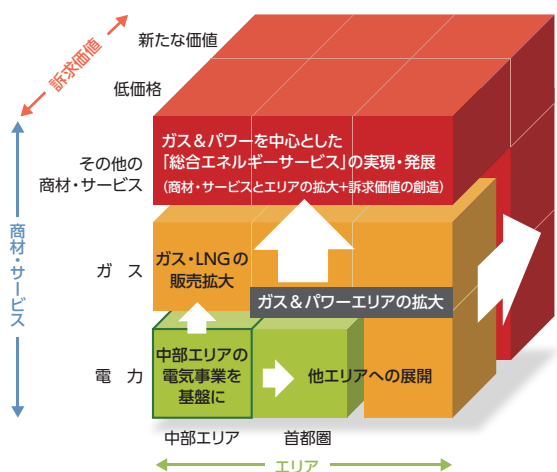 新たな価値
訴求価値
低価格
ガス&パワーを中心とした
「総合エネルギーサービス」の実現・発展
(商材・サービスとエリアの拡大+訴求価値の創造)
その他の
商材・サービス
商材・サービス
ガス
ガス・LNGの
販売拡大
ガス&パワーエリアの拡大
電力
中部エリアの
電気事業を
基盤に
他エリアへの展開
中部エリア
首都圏
エリア